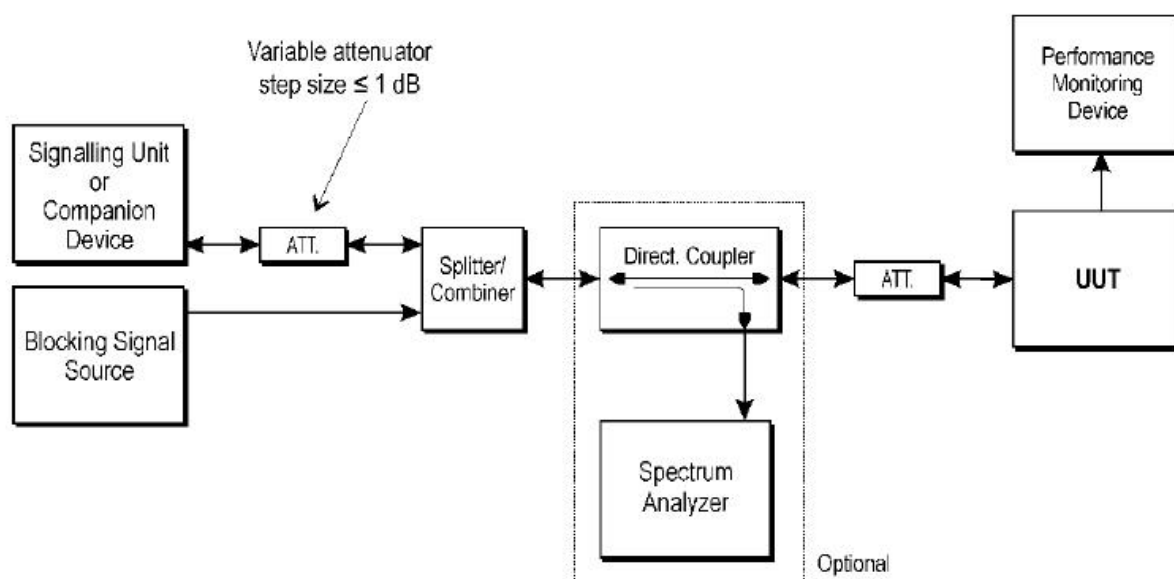 Variable attenuator
step size ≤ 1 dB
Performance
Monitoring
Device
Signalling Unit
or
Companion
Device
ATT.
Splitter/
Combiner
Direct. Coupler
ATT.
UUT
Blocking Signal
Source
Spectrum
Analyzer
Optional